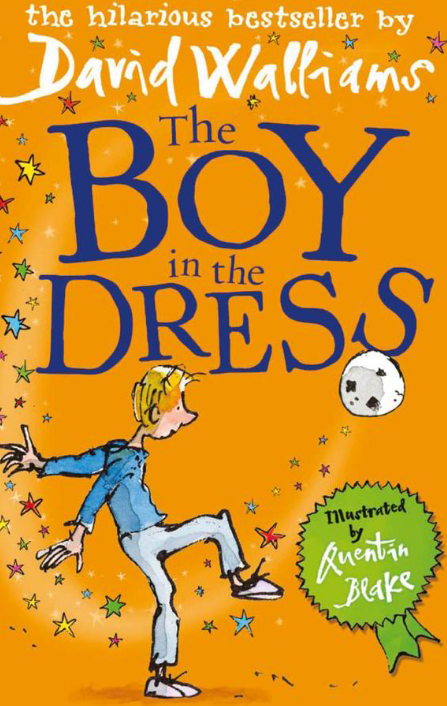 the hilarious bestseller by
David Walliams
The
BOY
in the
DRESS
Illustrated
by
Quentin
Blake